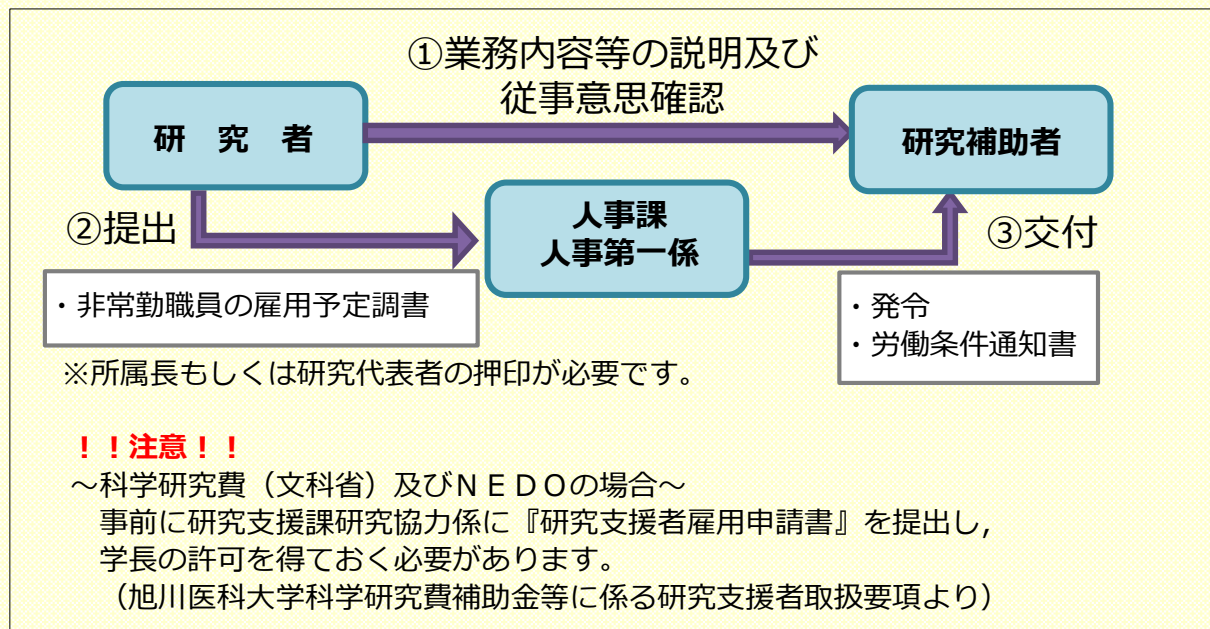 ①業務内容等の説明及び
従事意思確認
研　究　者
研究補助者
②提出
人事課
人事第一係
③交付
・非常勤職員の雇用予定調書
・発令
・労働条件通知書
※所属長もしくは研究代表者の押印が必要です。
！！注意！！
～科学研究費（文科省）及びＮＥＤＯの場合～
事前に研究支援課研究協力係に『研究支援者雇用申請書』を提出し，
学長の許可を得ておく必要があります。
（旭川医科大学科学研究費補助金等に係る研究支援者取扱要項より）